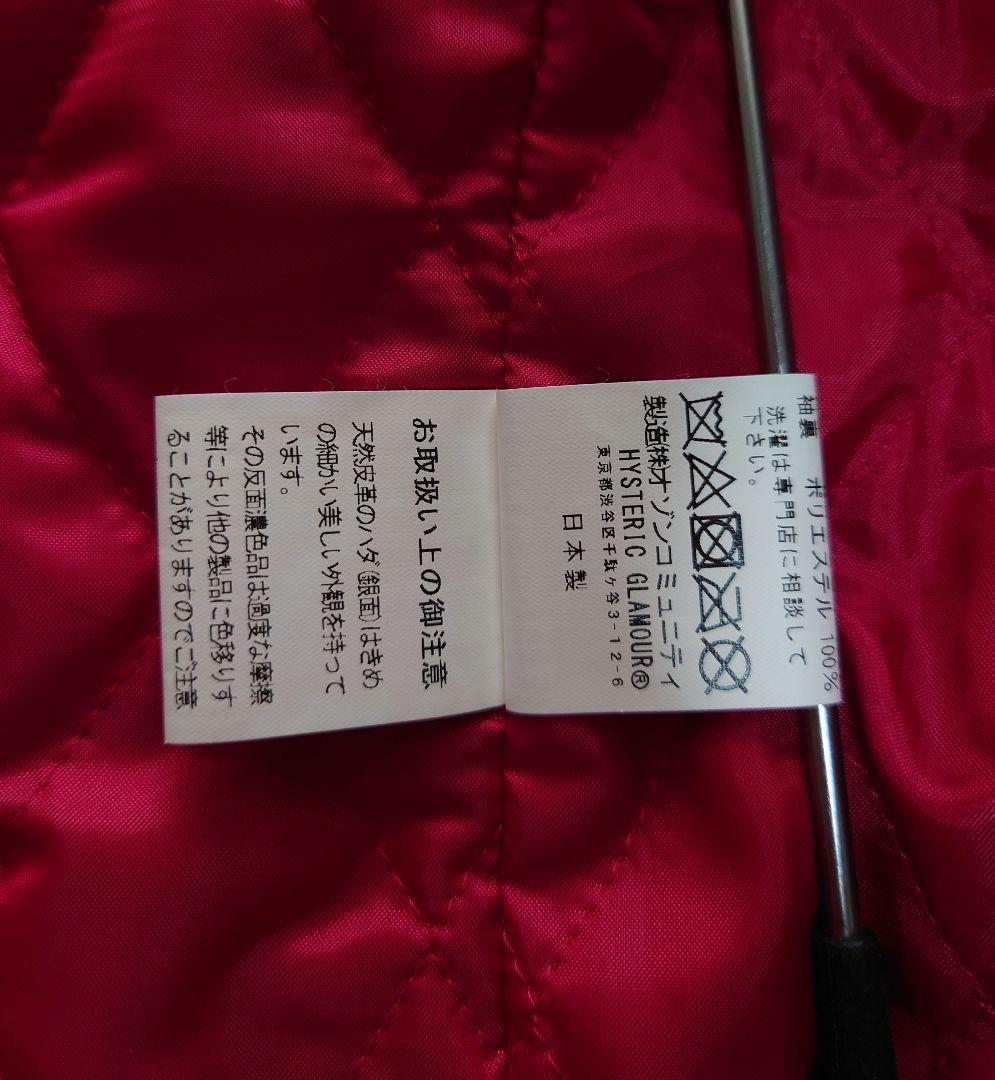 袖裏 ポリエステル 100%
洗濯は専門店に相談して
下さい。
製造㈱オゾンコミュニティ
HYSTERIC GLAMOUR®
東京都渋谷区千駄ヶ谷3-12-6
日本製
お取扱い上の御注意
天然皮革のハダ(銀面)はきめ
の細かい美しい外観を持って
います。
その反面濃色品は過度な摩擦
等により他の製品に色移りす
ることがありますのでご注意